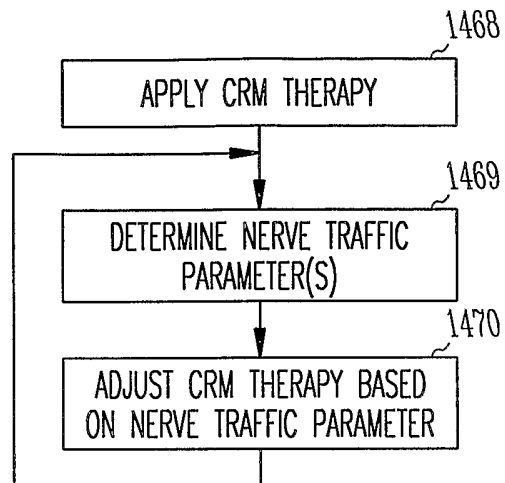 1468
APPLY CRM THERAPY
1469
DETERMINE NERVE TRAFFIC
PARAMETER(S)
1470
ADJUST CRM THERAPY BASED
ON NERVE TRAFFIC PARAMETER